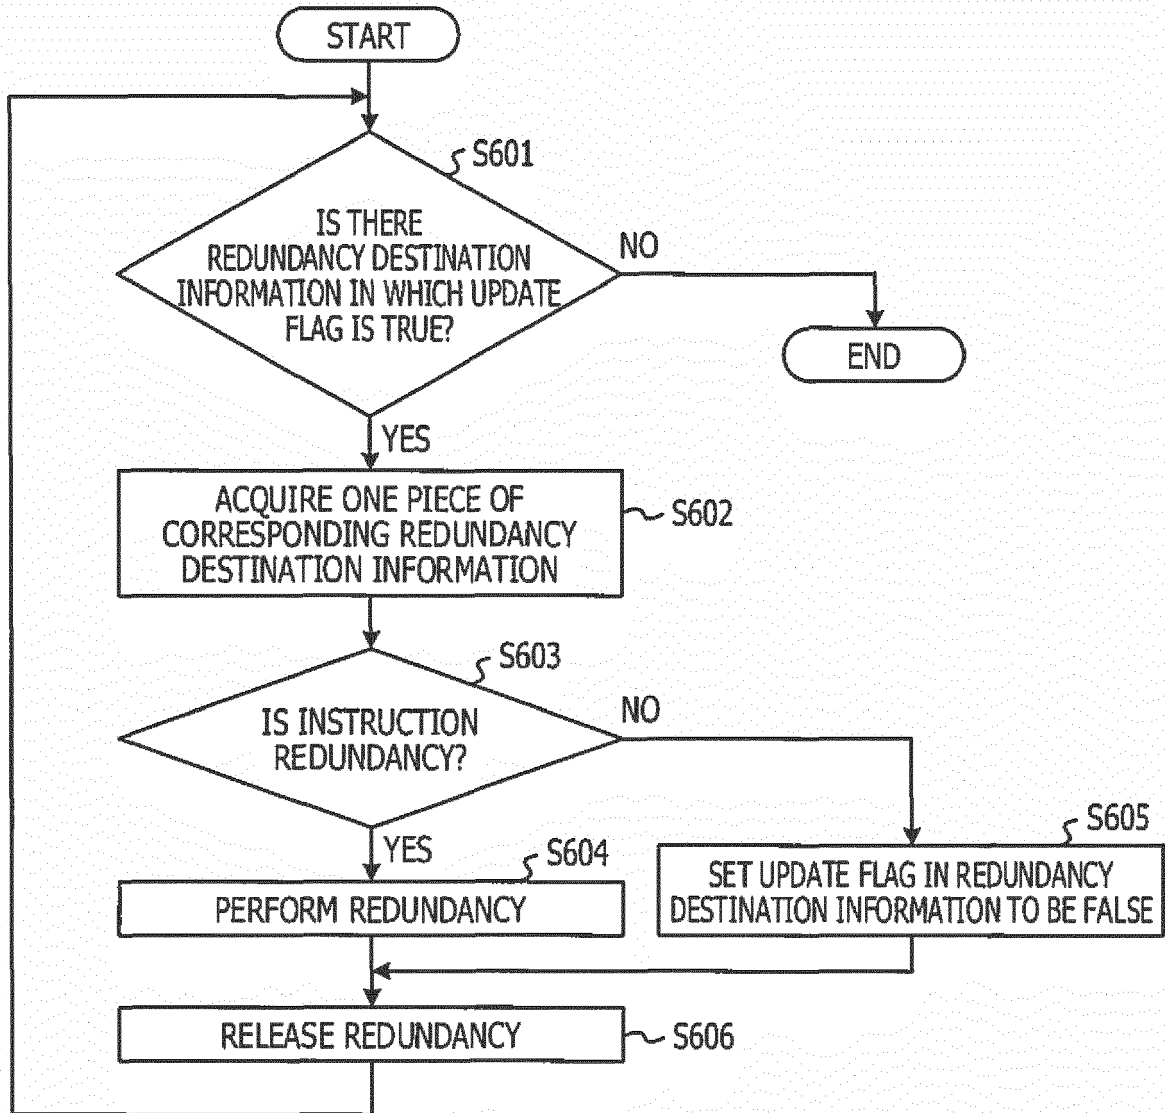 START
S601
IS THERE
REDUNDANCY DESTINATION
INFORMATION IN WHICH UPDATE
FLAG IS TRUE?
NO
END
YES
ACQUIRE ONE PIECE OF
CORRESPONDING REDUNDANCY
DESTINATION INFORMATION
S602
S603
IS INSTRUCTION
REDUNDANCY?
NO
YES
S604
PERFORM REDUNDANCY
S605
SET UPDATE FLAG IN REDUNDANCY
DESTINATION INFORMATION TO BE FALSE
RELEASE REDUNDANCY
S606